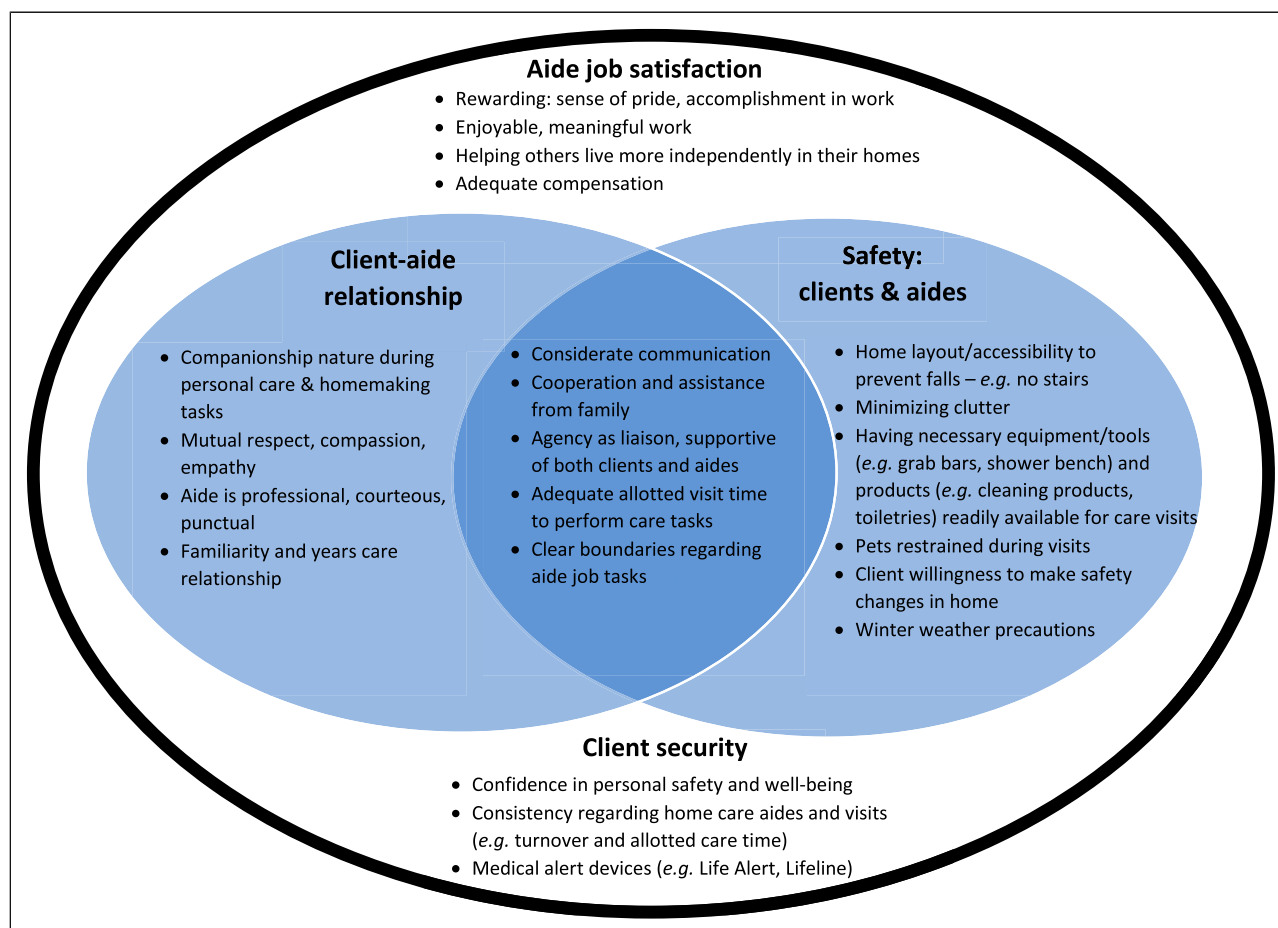 Aide job satisfaction
• Rewarding: sense of pride, accomplishment in work
• Enjoyable, meaningful work
• Helping others live more independently in their homes
• Adequate compensation
Client-aide
relationship
• Companionship nature during
personal care & homemaking
tasks
• Mutual respect, compassion,
empathy
• Aide is professional, courteous,
punctual
• Familiarity and years care
relationship
• Considerate communication
• Cooperation and assistance
from family
• Agency as liaison, supportive
of both clients and aides
• Adequate allotted visit time
to perform care tasks
• Clear boundaries regarding
aide job tasks
Safety:
clients & aides
• Home layout/accessibility to
prevent falls – e.g. no stairs
• Minimizing clutter
• Having necessary equipment/tools
(e.g. grab bars, shower bench) and
products (e.g. cleaning products,
toiletries) readily available for care visits
• Pets restrained during visits
• Client willingness to make safety
changes in home
• Winter weather precautions
Client security
• Confidence in personal safety and well-being
• Consistency regarding home care aides and visits
(e.g. turnover and allotted care time)
• Medical alert devices (e.g. Life Alert, Lifeline)